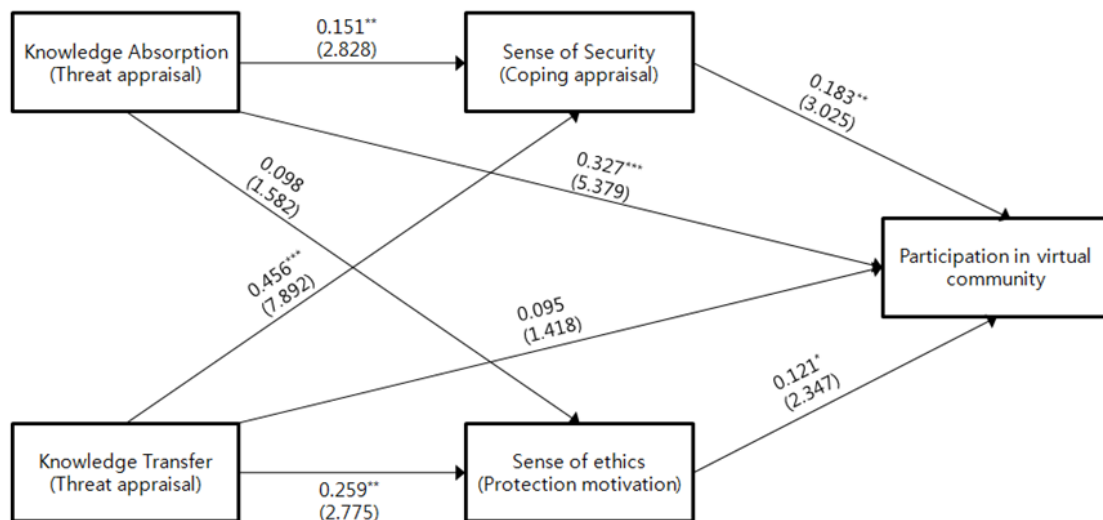 Knowledge Absorption
(Threat appraisal)
0.151**
(2.828)
Sense of Security
(Coping appraisal)
0.183**
(3.025)
0.098
(1.582)
0.327***
(5.379)
0.456***
(7.892)
Participation in virtual
community
0.095
(1.418)
0.121*
(2.347)
Knowledge Transfer
(Threat appraisal)
0.259**
(2.775)
Sense of ethics
(Protection motivation)